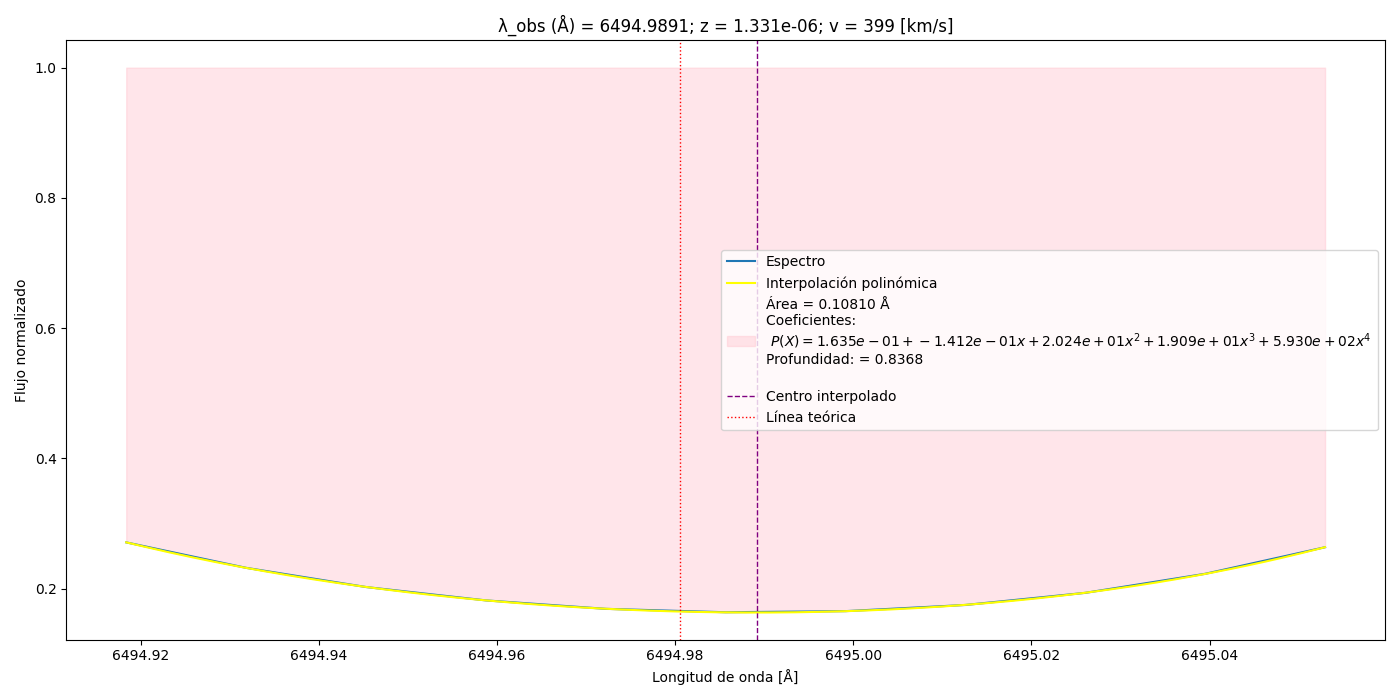 λ_obs (Å) = 6494.9891; z = 1.331e-06; v = 399 [km/s]
Flujo normalizado
1.0
0.8
0.6
0.4
0.2
Espectro
Interpolación polinómica
Área = 0.10810 Å
Coeficientes:
P(X) = 1.635e − 01 + − 1.412e − 01x + 2.024e + 01x² + 1.909e + 01x³ + 5.930e + 02x⁴
Profundidad: = 0.8368
Centro interpolado
Línea teórica
6494.92 6494.94 6494.96 6494.98 6495.00 6495.02 6495.04
Longitud de onda [Å]